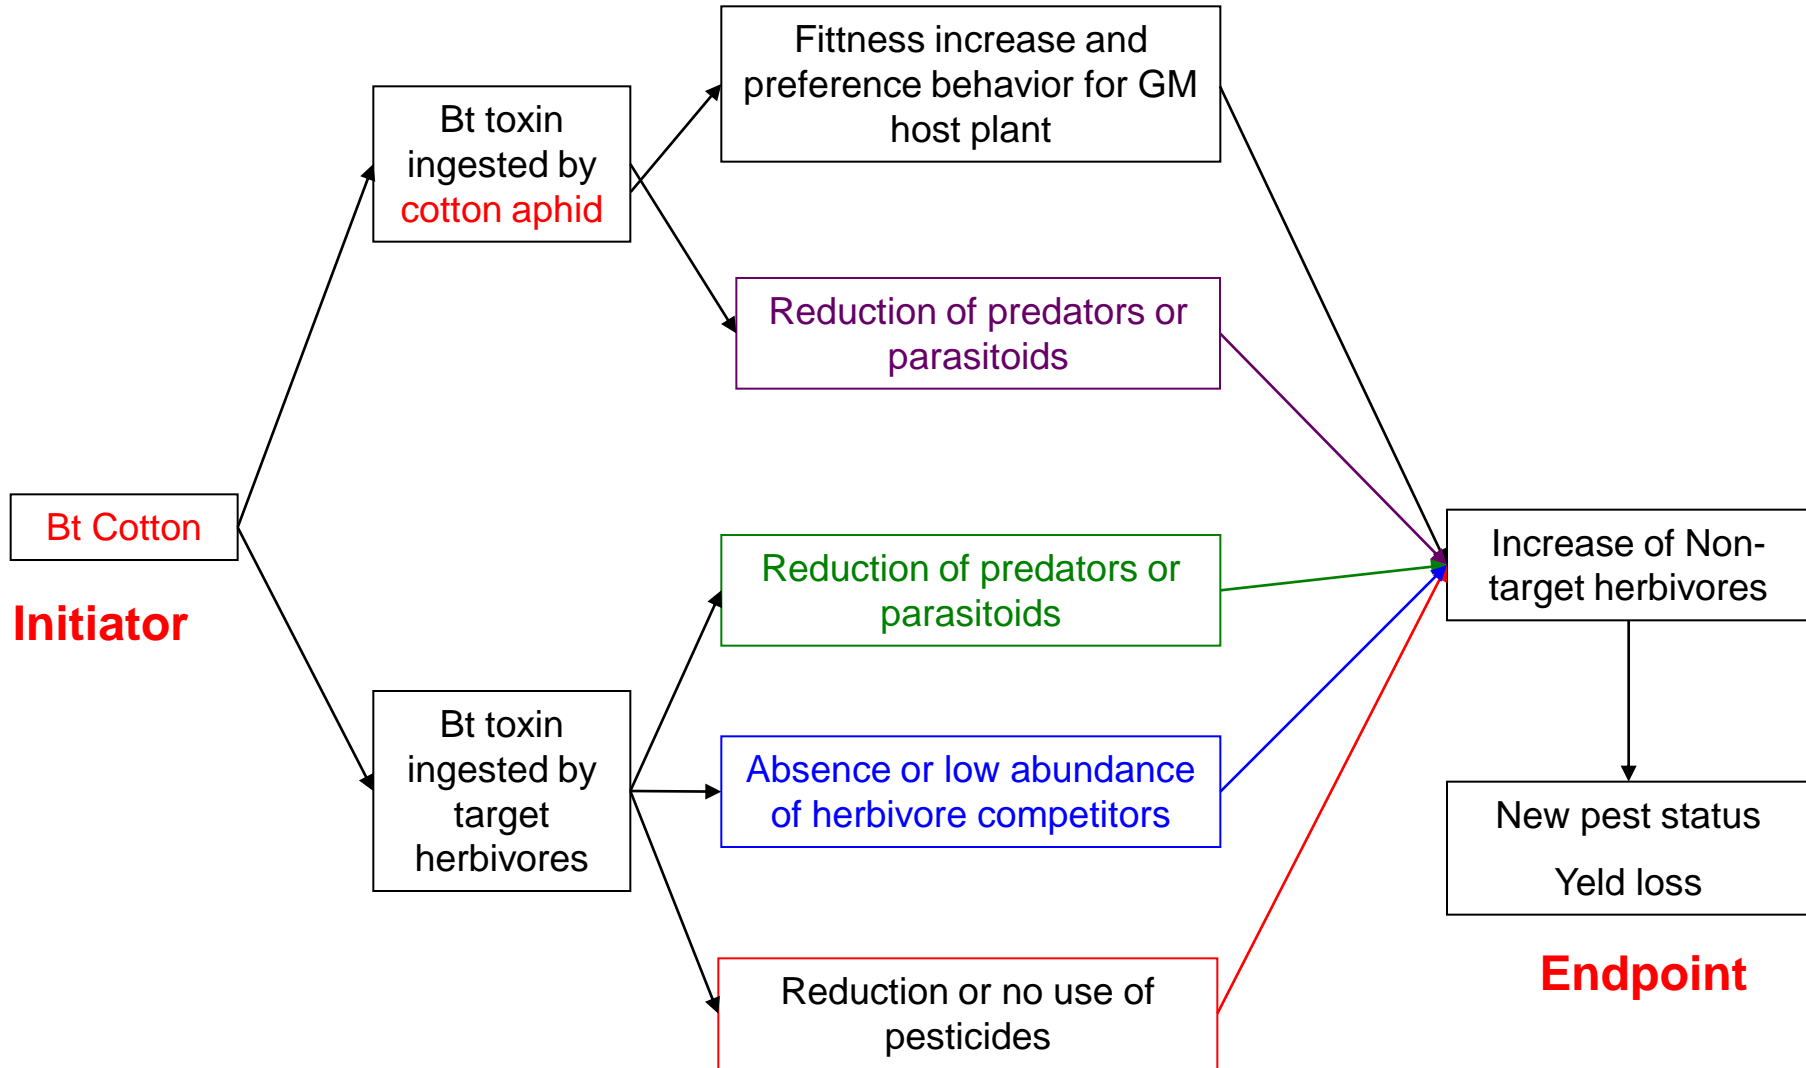 Bt Cotton
Initiator
Bt toxin
ingested by
cotton aphid
Bt toxin
ingested by
target
herbivores
Fittness increase and
preference behavior for GM
host plant
Reduction of predators or
parasitoids
Reduction of predators or
parasitoids
Absence or low abundance
of herbivore competitors
Reduction or no use of
pesticides
Increase of Non-
target herbivores
New pest status
Yeld loss
Endpoint